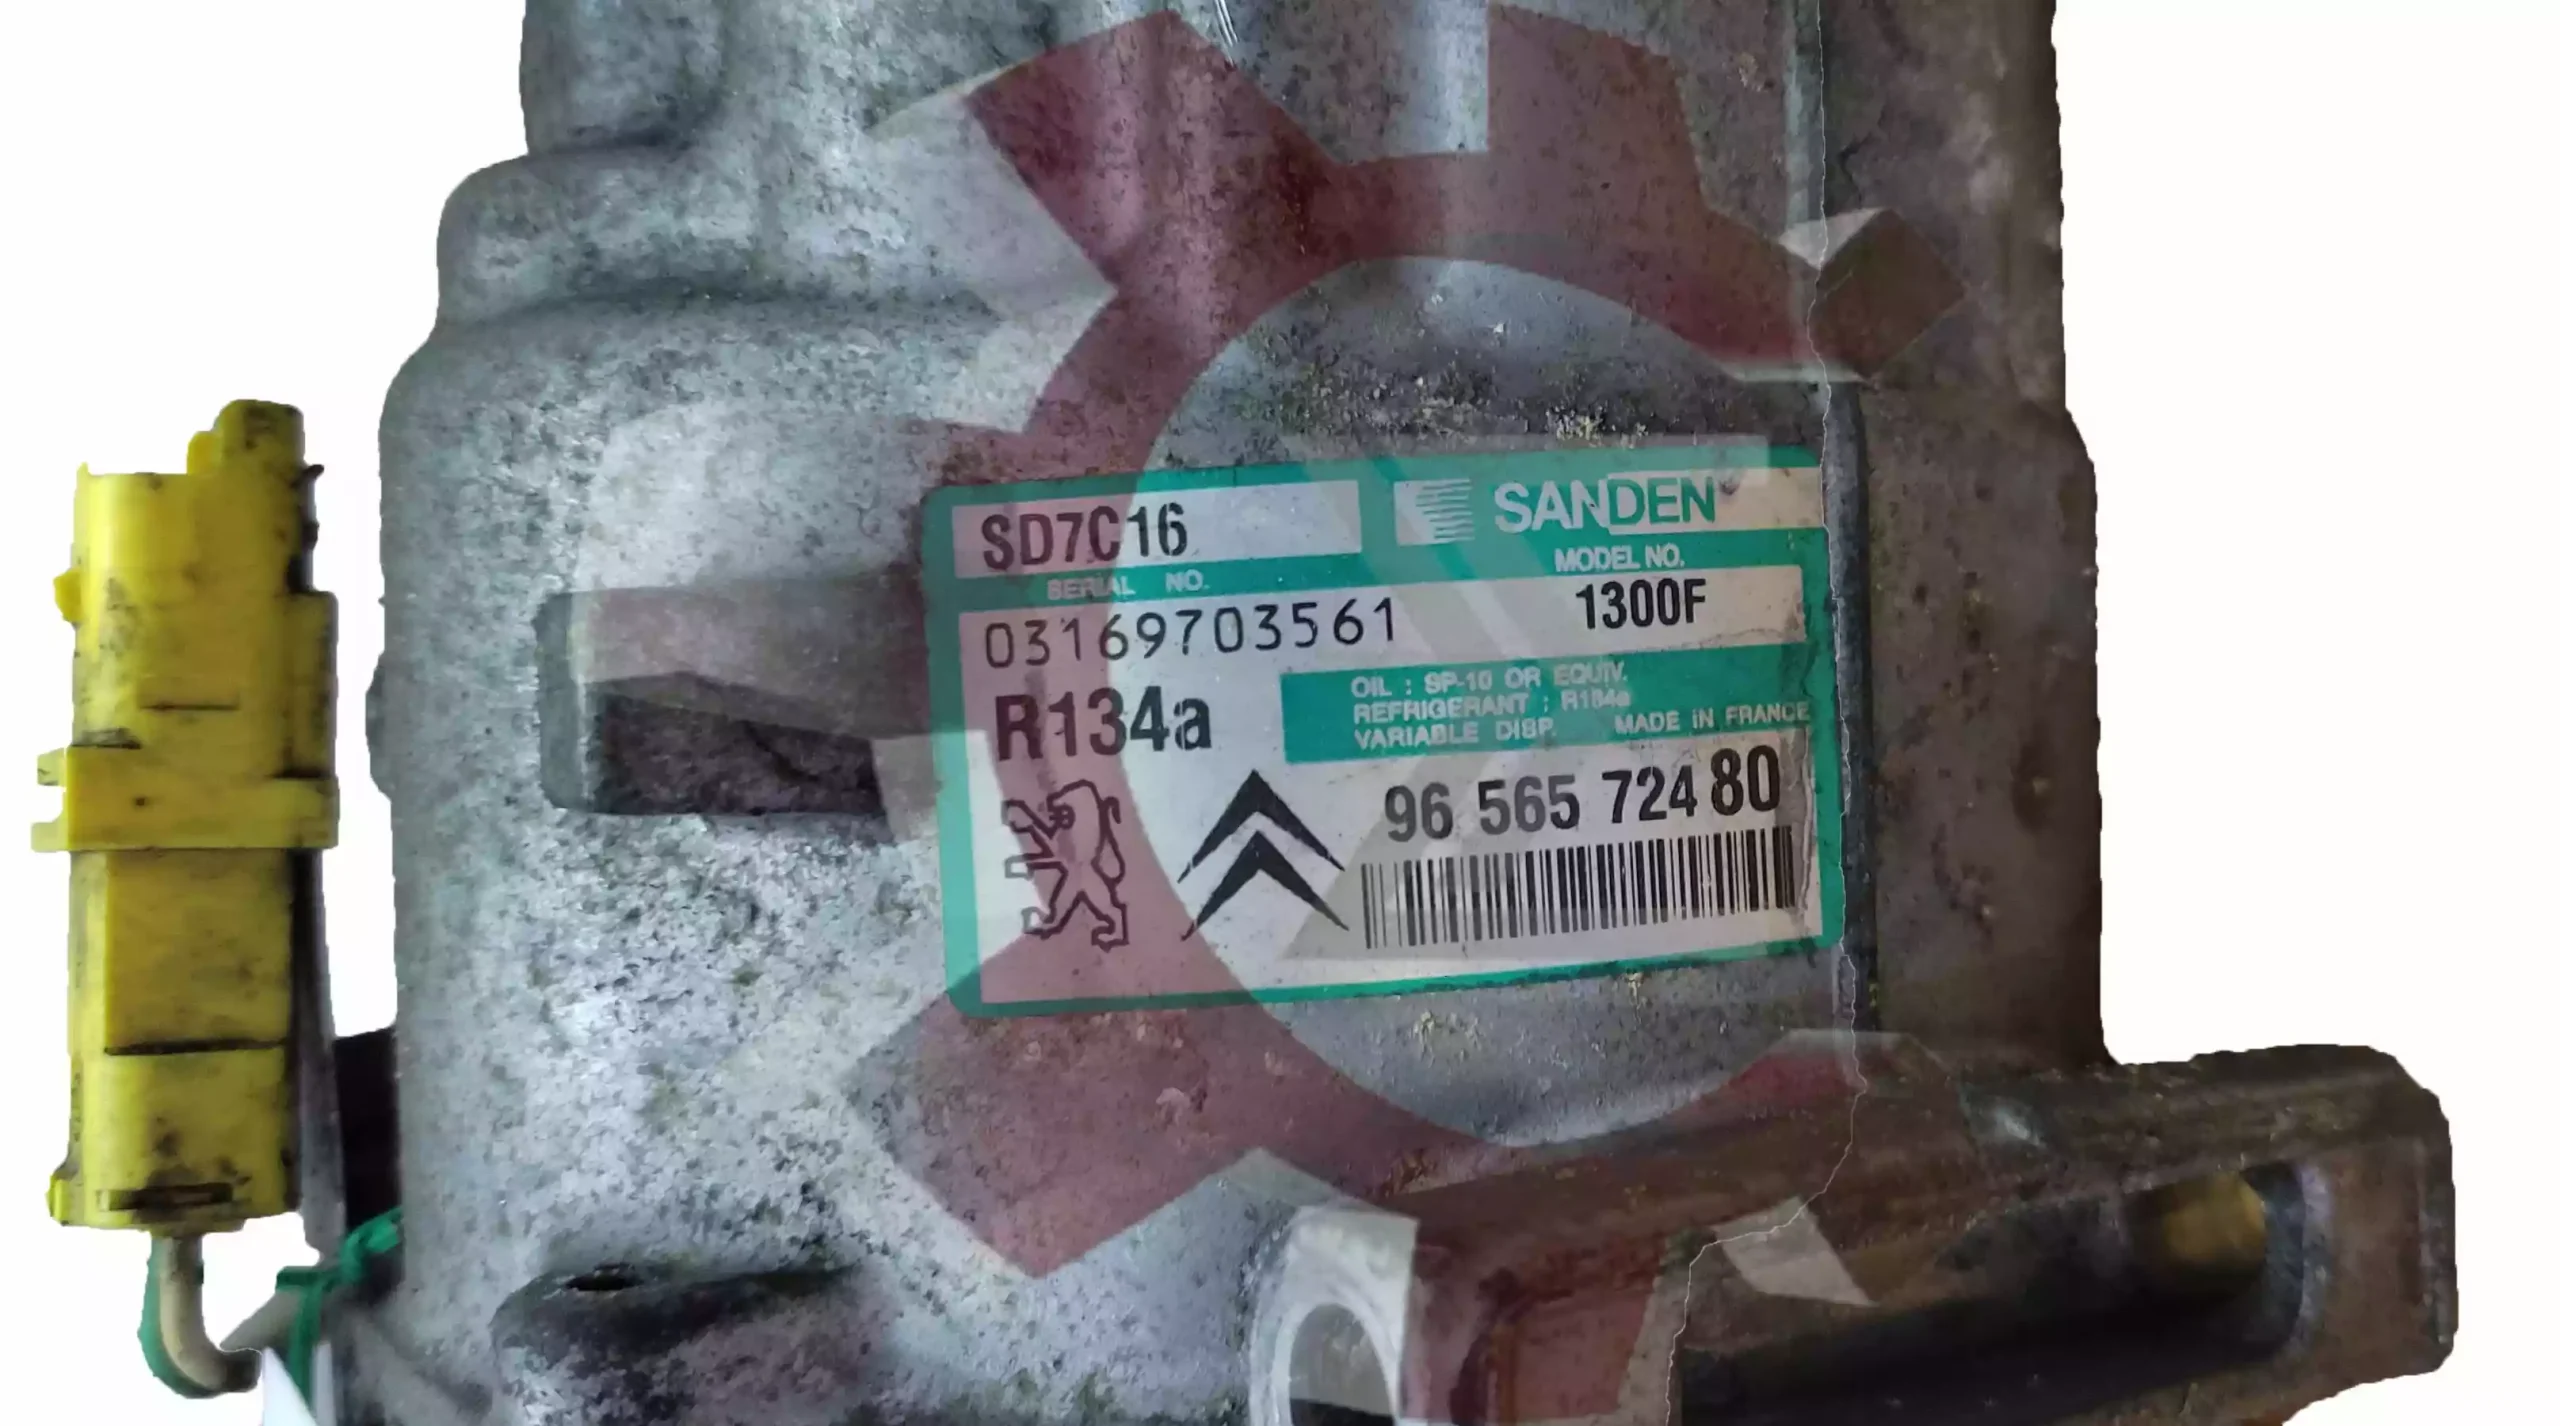 SD7C16
SANDEN
SERIAL NO.
MODEL NO.
03169703561
1300F
R134a
OIL : SP-10 OR EQUIV.
REFRIGERANT : R134a
VARIABLE DISP. MADE IN FRANCE
96 565 724 80